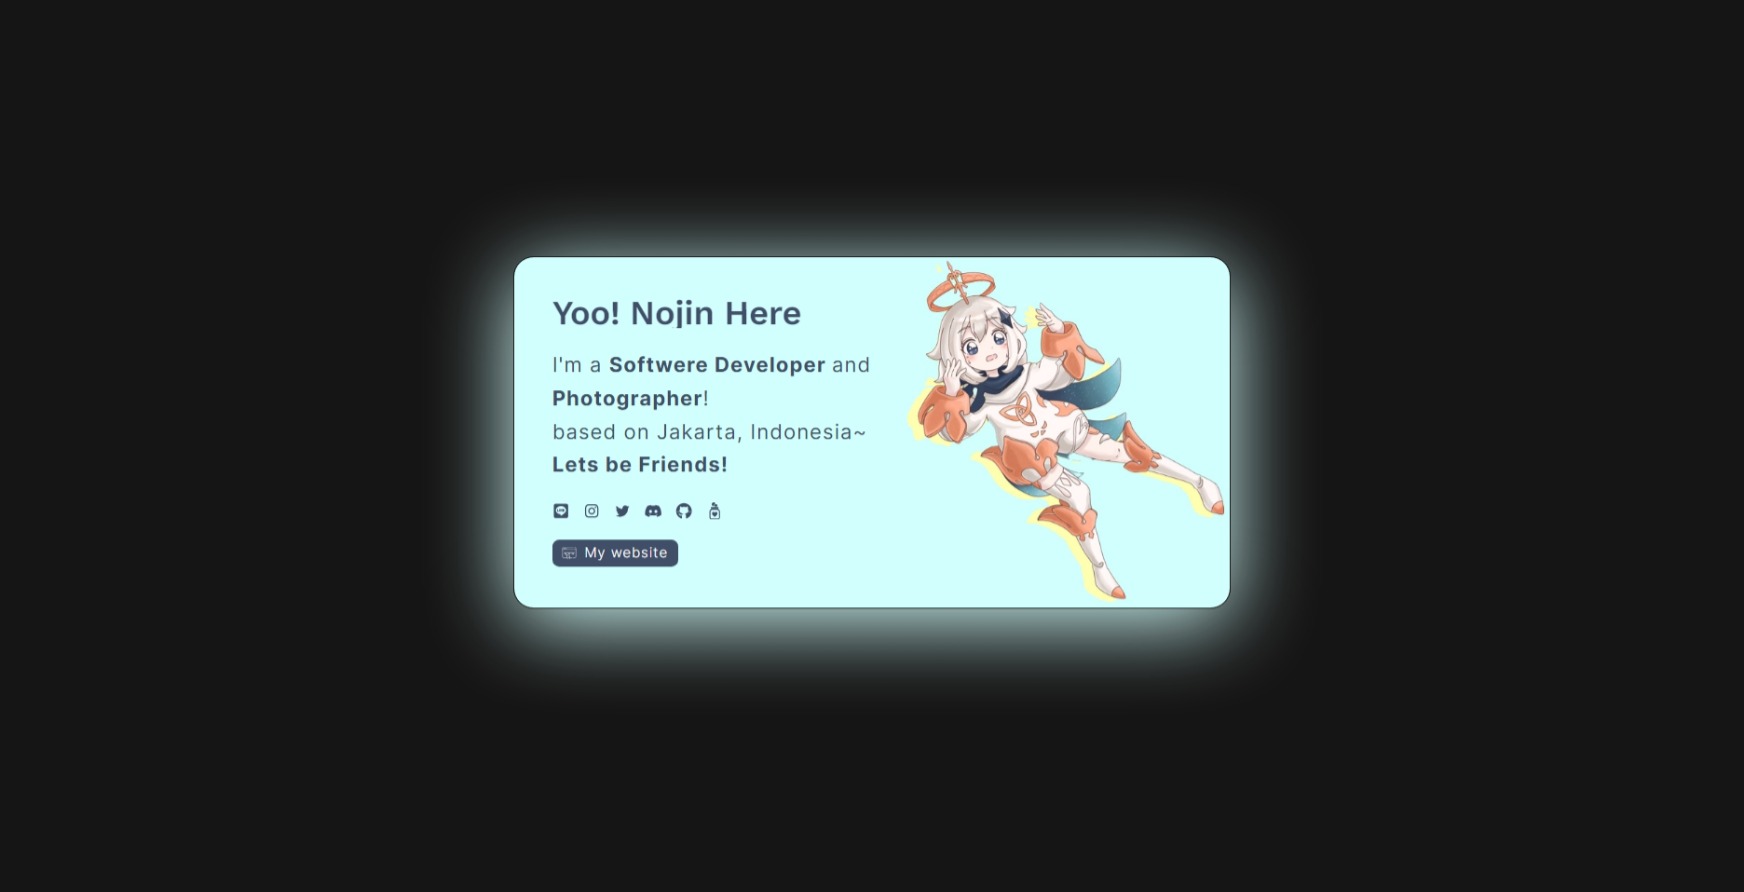 Yoo! Nojin Here
I'm a Softwere Developer and
Photographer!
based on Jakarta, Indonesia~
Lets be Friends!
My website